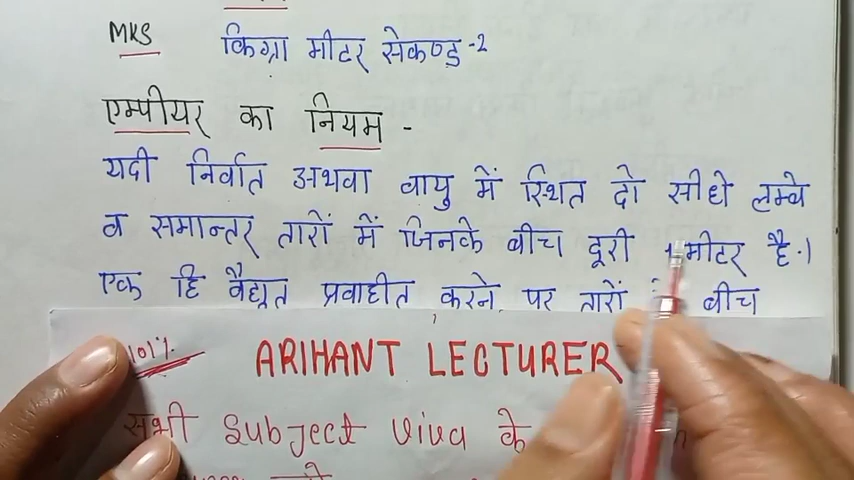 MKS किग्रा मीटर सेकण्ड-2
एम्पीयर का नियम -
यदी निर्वात अथवा वायु में स्थित दो सीधे लम्बे
व समान्तर तारों में जिनके बीच दूरी 1 मीटर है।
एक हि वैद्यूत प्रवाहीत करने पर तारों बीच
101%
ARIHANT LECTURER
सभी Subject viva के